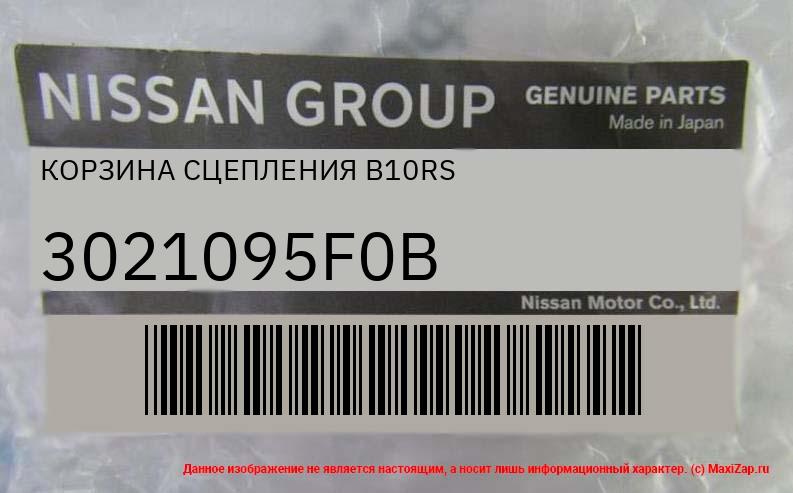 NISSAN GROUP GENUINE PARTS
Made in Japan
КОРЗИНА СЦЕПЛЕНИЯ B10RS
3021095F0B
Nissan Motor Co., Ltd.
Данное изображение не является настоящим, а носит лишь информационный характер. (c) MaxiZap.ru